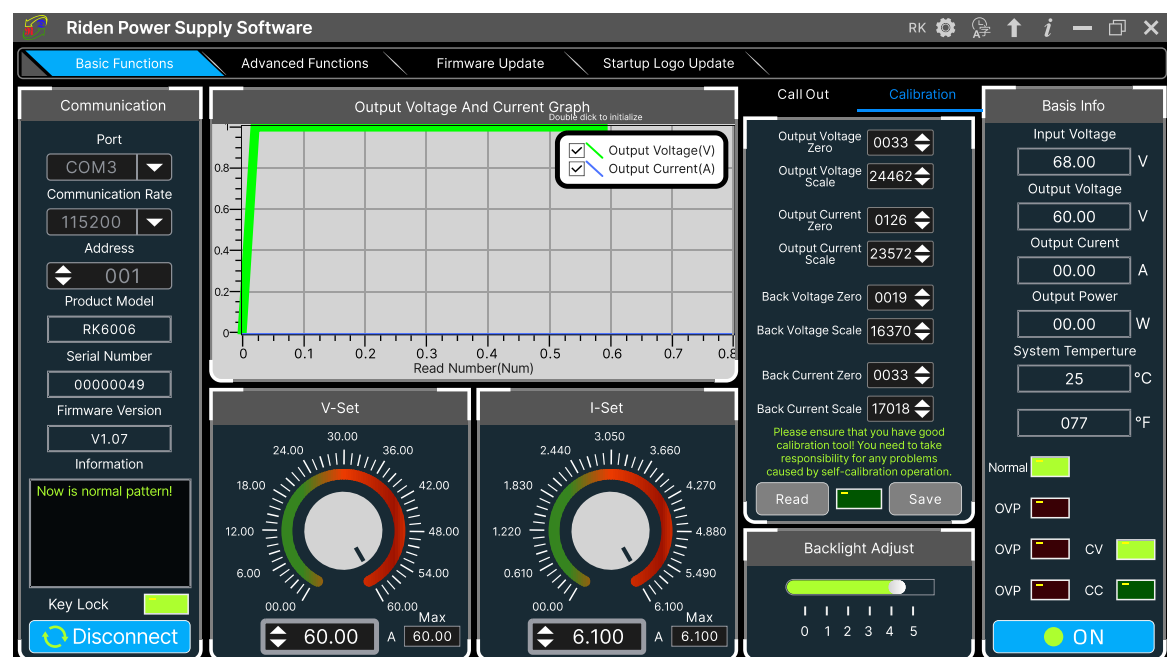 Riden Power Supply Software
RK
i
Basic Functions
Advanced Functions
Firmware Update
Startup Logo Update
Communication
Port
COM3
Communication Rate
115200
Address
001
Product Model
RK6006
Serial Number
00000049
Firmware Version
V1.07
Information
Now is normal pattern!
Key Lock
Disconnect
Output Voltage And Current Graph
Double dick to initialize
Output Voltage(V)
Output Current(A)
1
0.8
0.6
0.4
0.2
0
0 0.1 0.2 0.3 0.4 0.5 0.6 0.7 0.8
Read Number(Num)
V-Set
30.00
24.00 36.00
18.00 42.00
12.00 48.00
6.00 54.00
00.00 60.00
Max
60.00 A 60.00
I-Set
3.050
2.440 3.660
1.830 4.270
1.220 4.880
0.610 5.490
00.00 6.100
Max
6.100 A 6.100
Call Out
Calibration
Output Voltage
Zero
0033
Output Voltage
Scale
24462
Output Current
Zero
0126
Output Current
Scale
23572
Back Voltage Zero 0019
Back Voltage Scale 16370
Back Current Zero 0033
Back Current Scale 17018
Please ensure that you have good
calibration tooll You need to take
responsibility for any problems
caused by self-calibration operation.
Read
Save
Backlight Adjust
0 1 2 3 4 5
Basis Info
Input Voltage
68.00 V
Output Voltage
60.00 V
Output Curent
00.00 A
Output Power
00.00 W
System Temperture
25 °C
077 °F
Normal
OVP
OVP CV
OVP CC
ON